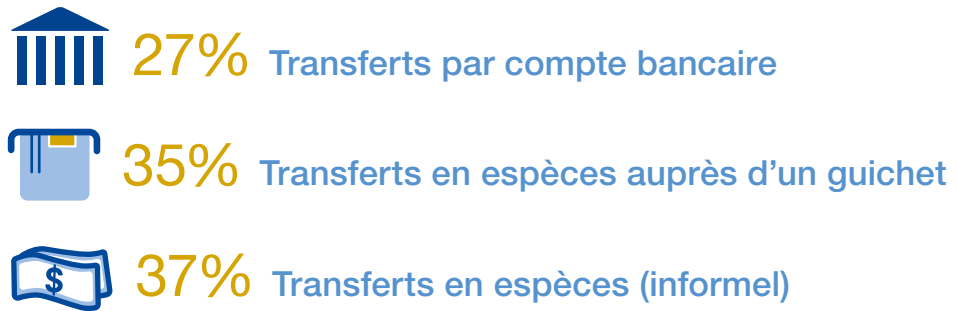 27% Transferts par compte bancaire
35% Transferts en espèces auprès d’un guichet
$ 37% Transferts en espèces (informel)